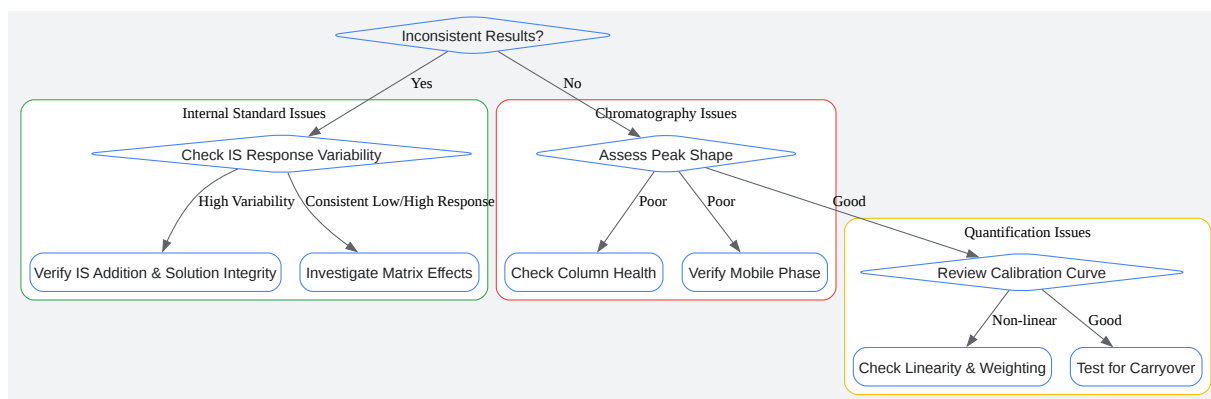 Inconsistent Results?
Yes
No
Internal Standard Issues
Chromatography Issues
Check IS Response Variability
Assess Peak Shape
High Variability
Consistent Low/High Response
Poor
Poor
Good
Quantification Issues
Verify IS Addition & Solution Integrity
Investigate Matrix Effects
Check Column Health
Verify Mobile Phase
Review Calibration Curve
Non-linear
Good
Check Linearity & Weighting
Test for Carryover